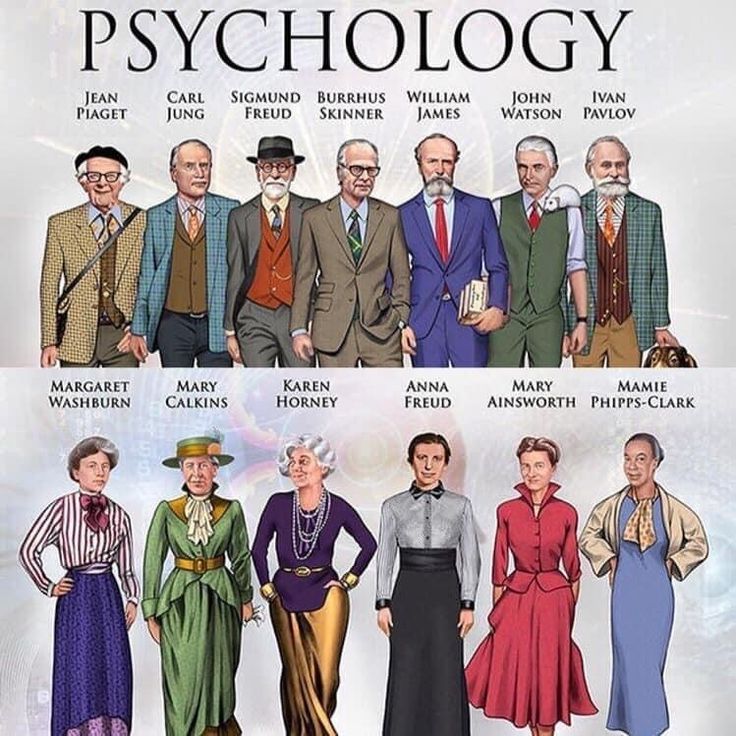 PSYCHOLOGY
JEAN CARL SIGMUND BURRHUS WILLIAM JOHN IVAN
PIAGET JUNG FREUD SKINNER JAMES WATSON PAVLOV
MARGARET MARY KAREN ANNA MARY MAMIE
WASHBURN CALKINS HORNEY FREUD AINSWORTH PHIPPS-CLARK